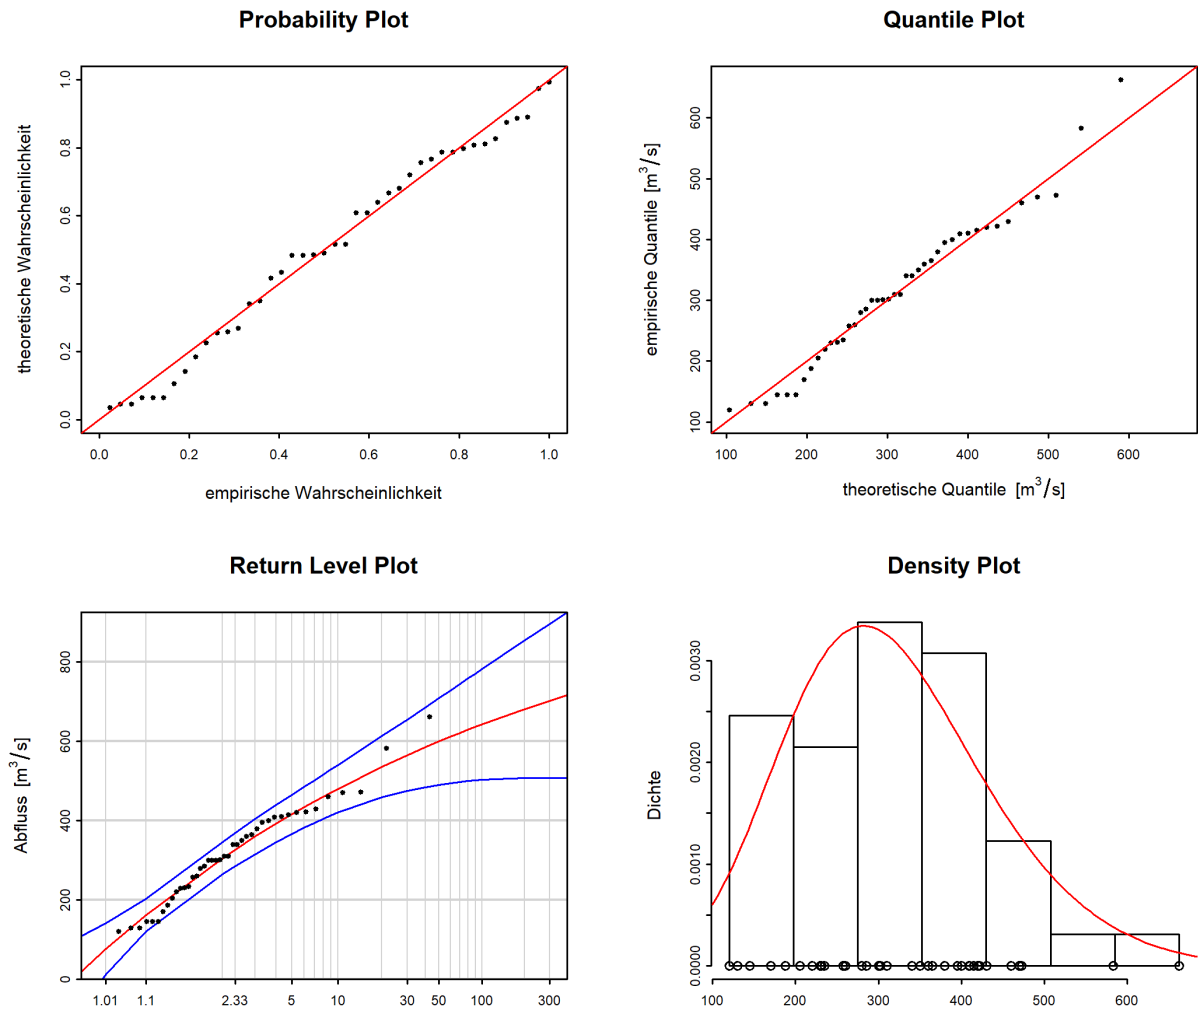 Probability Plot
theoretische Wahrscheinlichkeit
0.0 0.2 0.4 0.6 0.8 1.0
0.0 0.2 0.4 0.6 0.8 1.0
empirische Wahrscheinlichkeit
Quantile Plot
empirische Quantile [m³/s]
100 200 300 400 500 600
100 200 300 400 500 600
theoretische Quantile [m³/s]
Return Level Plot
Abfluss [m³/s]
0 200 400 600 800
1.01 1.1 2.33 5 10 30 50 100 300
Density Plot
Dichte
0.0000 0.0010 0.0020 0.0030
100 200 300 400 500 600